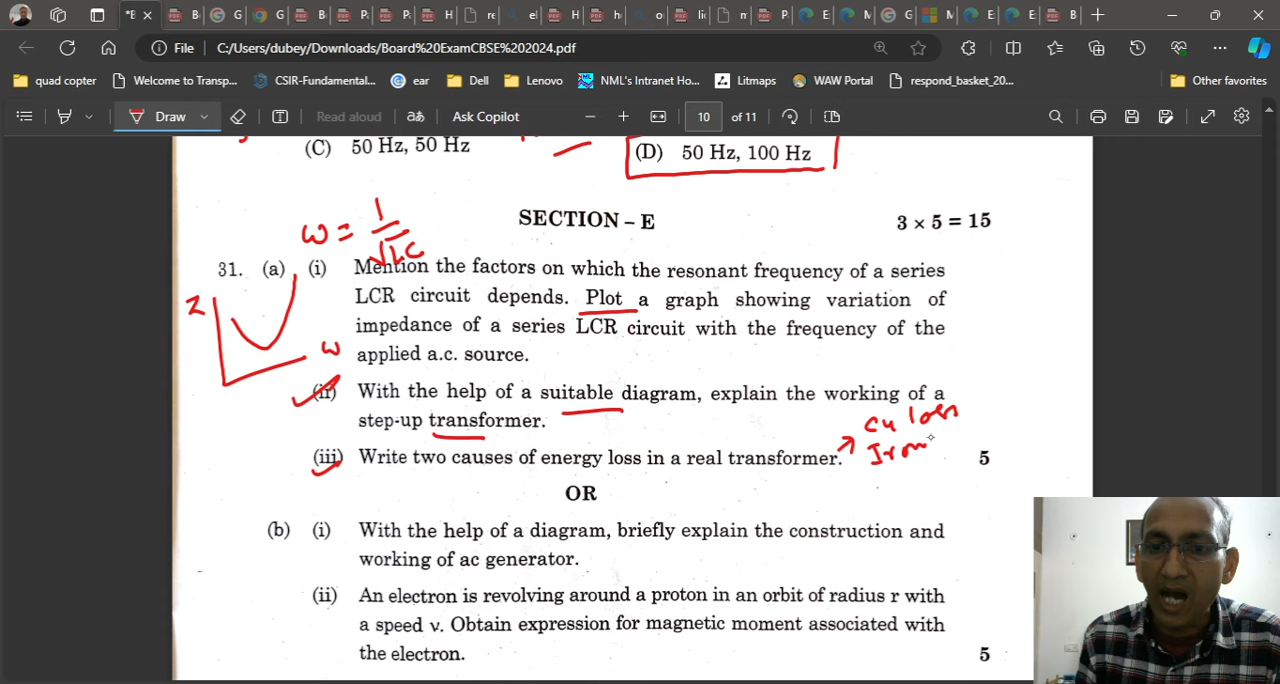 File C:/Users/dubey/Downloads/Board%20ExamCBSE%202024.pdf
quad copter Welcome to Transp... CSIR-Fundamental... ear Dell Lenovo NML's Intranet Ho... Litmaps WAW Portal respond_basket_20... Other favorites
Draw Read aloud aあ Ask Copilot 10 of 11
(C) 50 Hz, 50 Hz (D) 50 Hz, 100 Hz
ω = 1/√LC
SECTION – E 3 × 5 = 15
31. (a) (i) Mention the factors on which the resonant frequency of a series
LCR circuit depends. Plot a graph showing variation of
Z
impedance of a series LCR circuit with the frequency of the
ω
applied a.c. source.
(ii) With the help of a suitable diagram, explain the working of a
step-up transformer.
Cu loss
Iron
(iii) Write two causes of energy loss in a real transformer. 5
OR
(b) (i) With the help of a diagram, briefly explain the construction and
working of ac generator.
(ii) An electron is revolving around a proton in an orbit of radius r with
a speed v. Obtain expression for magnetic moment associated with
the electron. 5